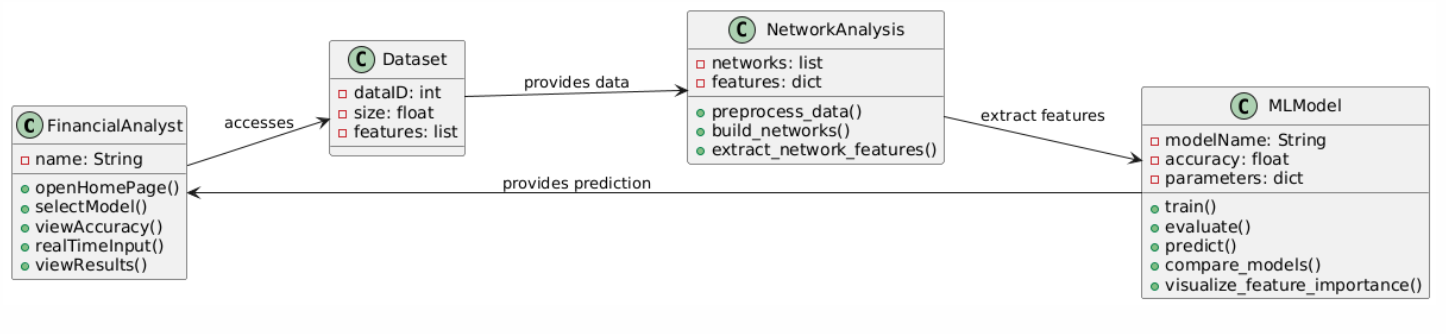 C FinancialAnalyst
name: String
openHomePage()
selectModel()
viewAccuracy()
realTimeInput()
viewResults()
accesses
C Dataset
dataID: int
size: float
features: list
provides data
C NetworkAnalysis
networks: list
features: dict
preprocess_data()
build_networks()
extract_network_features()
extract features
C MLModel
modelName: String
accuracy: float
parameters: dict
train()
evaluate()
predict()
compare_models()
visualize_feature_importance()
provides prediction